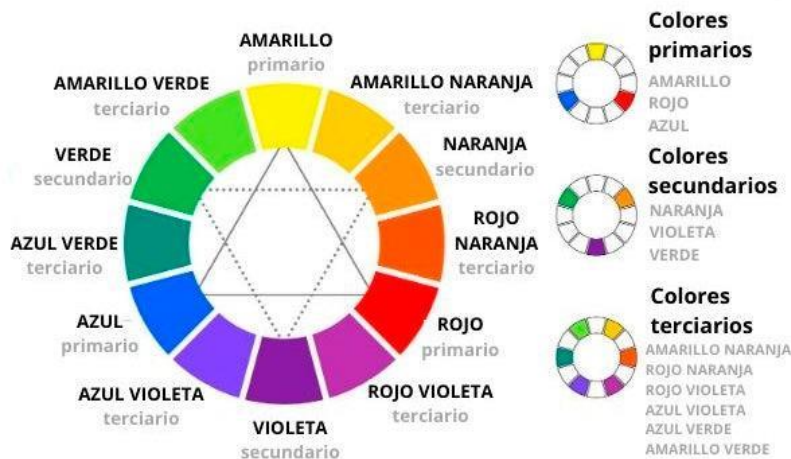 AMARILLO
primario
AMARILLO NARANJA
terciario
NARANJA
secundario
ROJO
NARANJA
terciario
ROJO
primario
ROJO VIOLETA
terciario
VIOLETA
secundario
AZUL VIOLETA
terciario
AZUL
primario
AZUL VERDE
terciario
VERDE
secundario
AMARILLO VERDE
terciario
Colores
primarios
AMARILLO
ROJO
AZUL
Colores
secundarios
NARANJA
VIOLETA
VERDE
Colores
terciarios
AMARILLO NARANJA
ROJO NARANJA
ROJO VIOLETA
AZUL VIOLETA
AZUL VERDE
AMARILLO VERDE